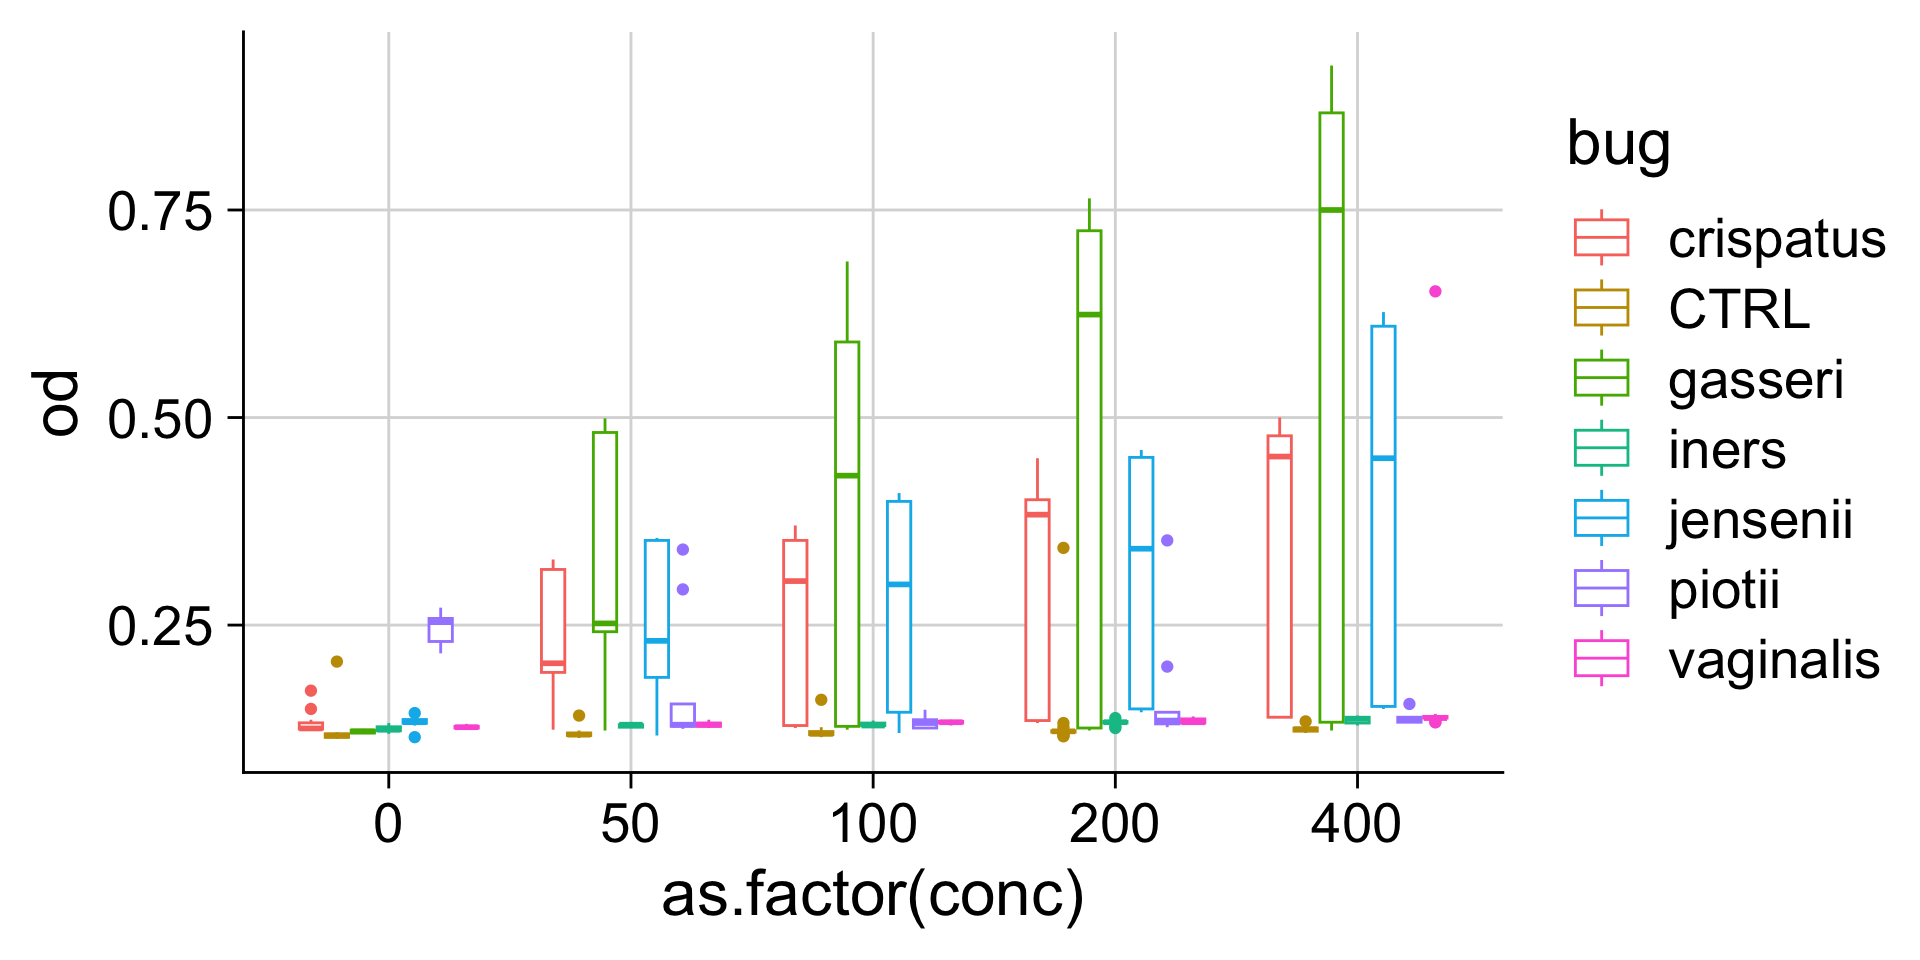 od
0.75
0.50
0.25
0 50 100 200 400
as.factor(conc)
bug
crispatus
CTRL
gasseri
iners
jensenii
piotii
vaginalis